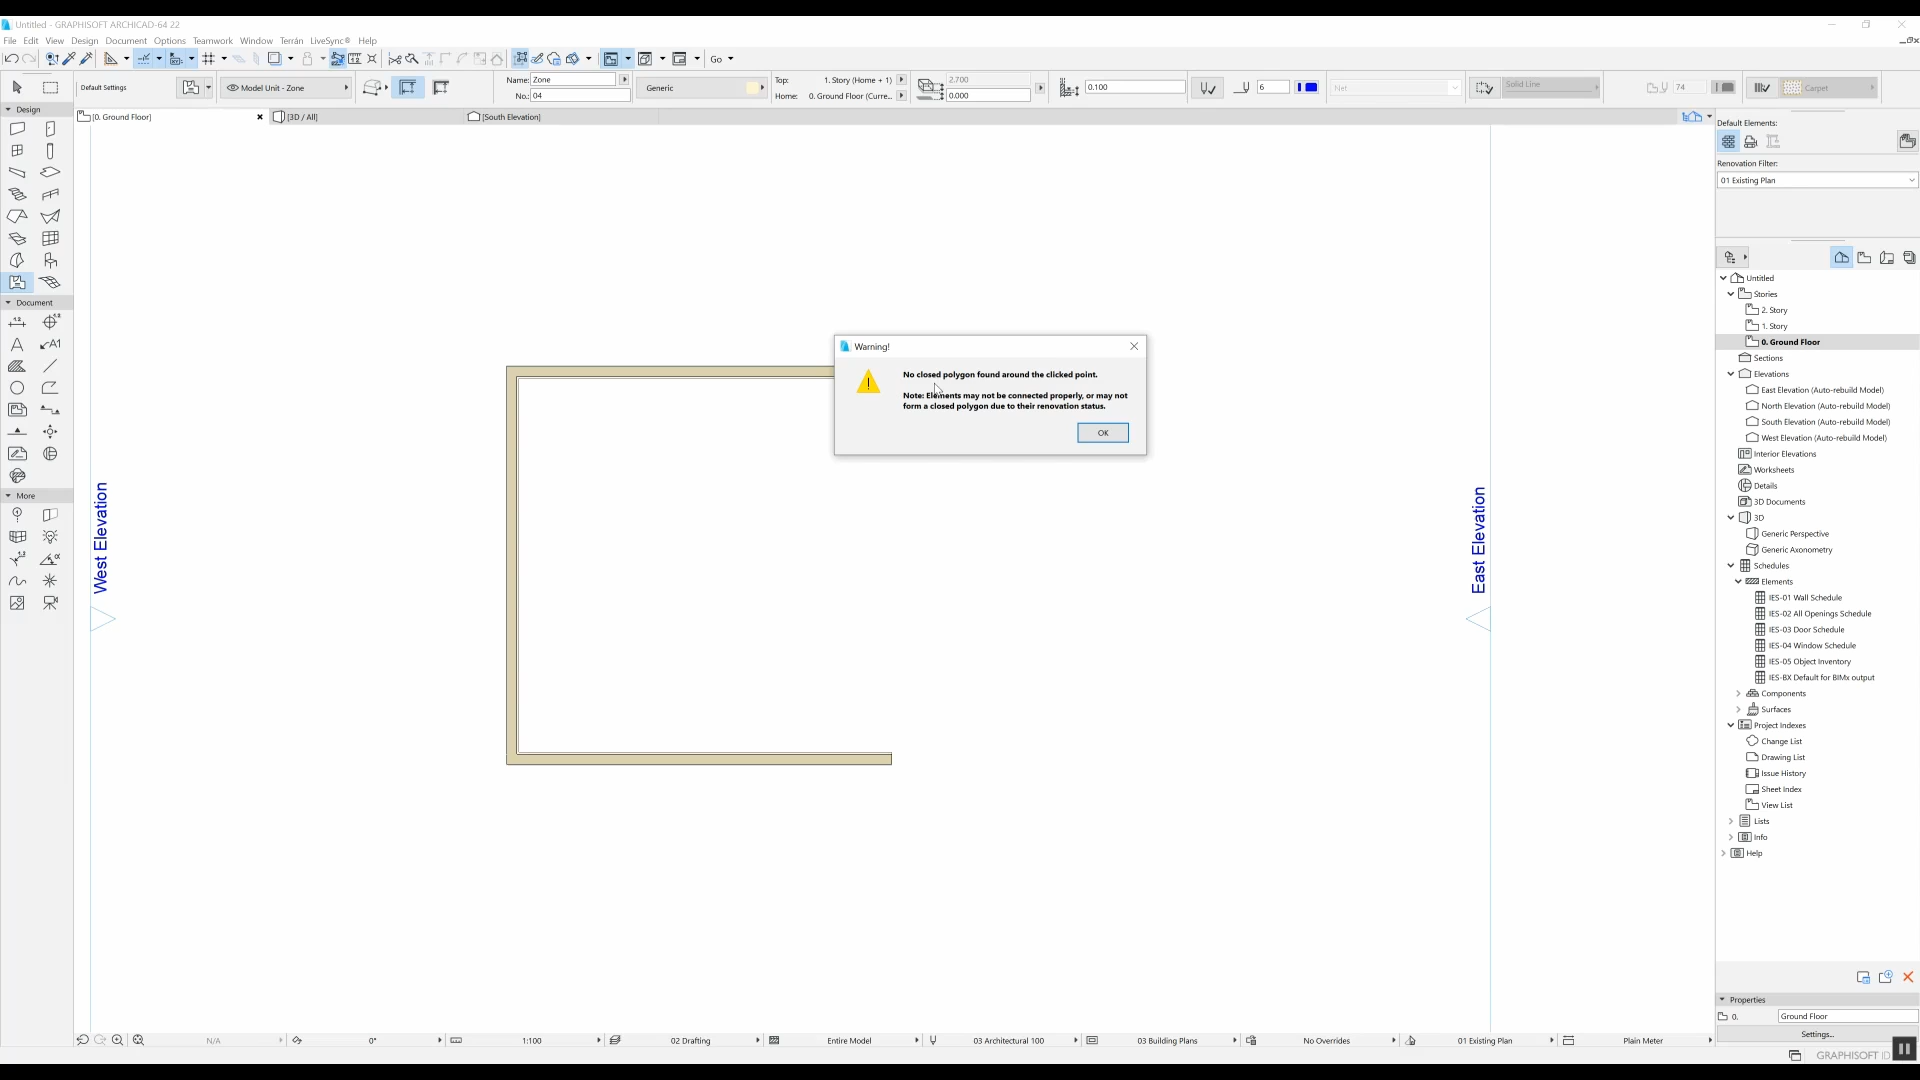 Untitled - GRAPHISOFT ARCHICAD-64 22
File Edit View Design Document Options Teamwork Window Terrán LiveSync® Help
Go
Default Settings
Model Unit - Zone
Name: Zone
No.: 04
Generic
Top: 1. Story (Home + 1)
Home: 0. Ground Floor (Curre...
2.700
0.000
0.100
6
Net
Solid Line
74
Carpet
Design
[0. Ground Floor]
[3D / All]
[South Elevation]
Document
More
West Elevation
East Elevation
Warning!
No closed polygon found around the clicked point.
Note: Elements may not be connected properly, or may not
form a closed polygon due to their renovation status.
OK
Default Elements:
Renovation Filter:
01 Existing Plan
Untitled
Stories
2. Story
1. Story
0. Ground Floor
Sections
Elevations
East Elevation (Auto-rebuild Model)
North Elevation (Auto-rebuild Model)
South Elevation (Auto-rebuild Model)
West Elevation (Auto-rebuild Model)
Interior Elevations
Worksheets
Details
3D Documents
3D
Generic Perspective
Generic Axonometry
Schedules
Elements
IES-01 Wall Schedule
IES-02 All Openings Schedule
IES-03 Door Schedule
IES-04 Window Schedule
IES-05 Object Inventory
IES-BX Default for BIMx output
Components
Surfaces
Project Indexes
Change List
Drawing List
Issue History
Sheet Index
View List
Lists
Info
Help
Properties
0. Ground Floor
Settings...
N/A 0° 1:100 02 Drafting Entire Model 03 Architectural 100 03 Building Plans No Overrides 01 Existing Plan Plain Meter
GRAPHISOFT ID